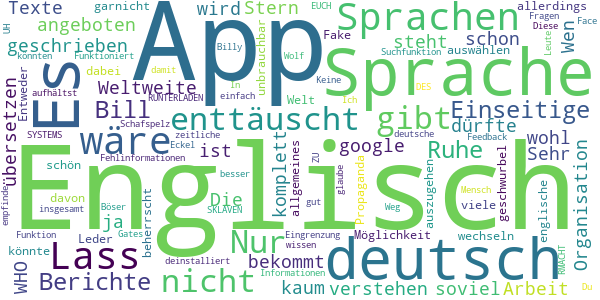 Texte garnicht wird Stern Sprachen allerdings
angeboten App Fake EUCH Fragen Diese Face
geschrieben UH Billy Wolf steht schon Wen Leute
Funktioniert konnten unbrauchbar Suchfunktion auswählen
Es dabei damit In Keine Sprache
Entweder Weltweite RUNTERLADEN einfach Welt Ich DES
aufhältst Bill enttäuscht gibt Einseitige
übersetzen wäre Schafspelz zeitliche deutsche Feedback dürfte
SYSTEMS Eckel google ZU Ruhe wohl
schön Fehlinformationen ist komplett allgemeines Sehr
Englisch
empfinde davon Böser Die besser glaube Propaganda auszugehen geschwurbel englische Organisation
insgesamt ja SKLAVEN gut Weg viele Mensch
Funktion Gates beherrscht Nur Eingrenzung Möglichkeit wechseln
WHO könnte Lass Leder deinstalliert bekommt wissen deutsch
Berichte nicht Informationen kaum verstehen soviel Arbeit RMACHT Du